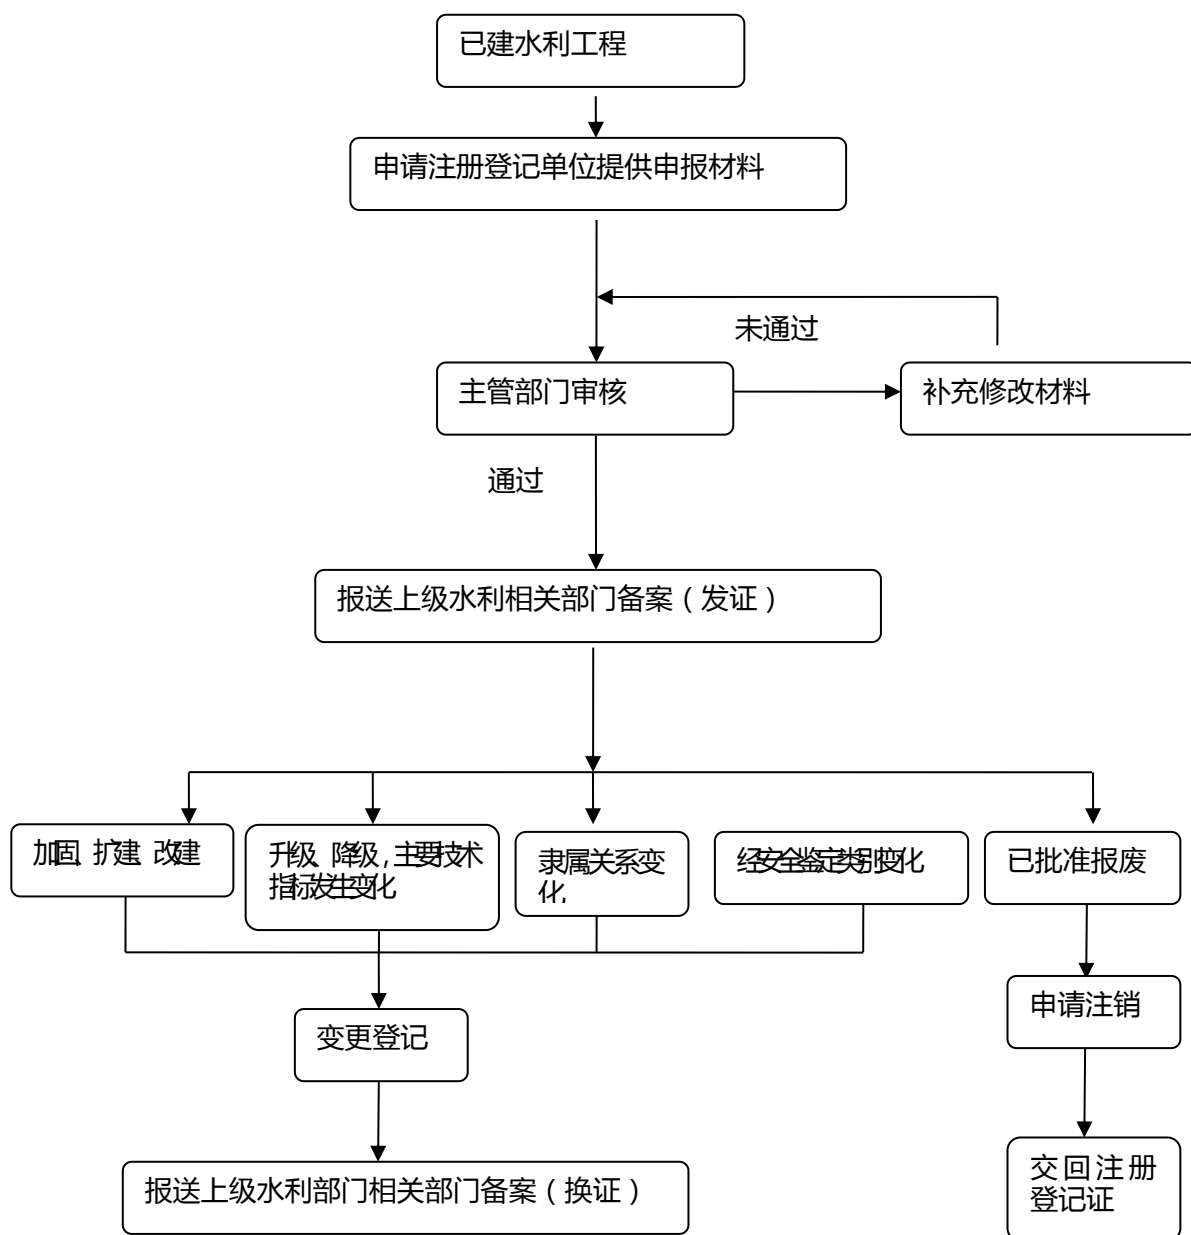 已建水利工程
申请注册登记单位提供申报材料
未通过
主管部门审核
补充修改材料
通过
报送上级水利相关部门备案（发证）
加固、扩建、改建
升级、降级，主要技术
指标发生变化
隶属关系变
化,
经安全鉴定类别变化
已批准报废
申请注销
变更登记
交回注册
登记证
报送上级水利部门相关部门备案（换证）